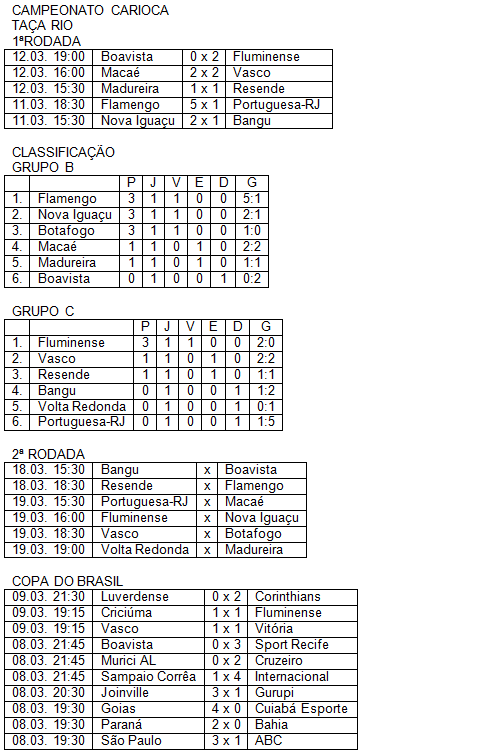 CAMPEONATO CARIOCA
TAÇA RIO
1ªRODADA
12.03. 19:00 Boavista 0 x 2 Fluminense
12.03. 16:00 Macaé 2 x 2 Vasco
12.03. 15:30 Madureira 1 x 1 Resende
11.03. 18:30 Flamengo 5 x 1 Portuguesa-RJ
11.03. 15:30 Nova Iguaçu 2 x 1 Bangu
CLASSIFICAÇÃO
GRUPO B
P J V E D G
1. Flamengo 3 1 1 0 0 5:1
2. Nova Iguaçu 3 1 1 0 0 2:1
3. Botafogo 3 1 1 0 0 1:0
4. Macaé 1 1 0 1 0 2:2
5. Madureira 1 1 0 1 0 1:1
6. Boavista 0 1 0 0 1 0:2
GRUPO C
P J V E D G
1. Fluminense 3 1 1 0 0 2:0
2. Vasco 1 1 0 1 0 2:2
3. Resende 1 1 0 1 0 1:1
4. Bangu 0 1 0 0 1 1:2
5. Volta Redonda 0 1 0 0 1 0:1
6. Portuguesa-RJ 0 1 0 0 1 1:5
2ª RODADA
18.03. 15:30 Bangu x Boavista
18.03. 18:30 Resende x Flamengo
19.03. 15:30 Portuguesa-RJ x Macaé
19.03. 16:00 Fluminense x Nova Iguaçu
19.03. 18:30 Vasco x Botafogo
19.03. 19:00 Volta Redonda x Madureira
COPA DO BRASIL
09.03. 21:30 Luverdense 0 x 2 Corinthians
09.03. 19:15 Criciúma 1 x 1 Fluminense
09.03. 19:15 Vasco 1 x 1 Vitória
08.03. 21:45 Boavista 0 x 3 Sport Recife
08.03. 21:45 Murici AL 0 x 2 Cruzeiro
08.03. 21:45 Sampaio Corrêa 1 x 4 Internacional
08.03. 20:30 Joinville 3 x 1 Gurupi
08.03. 19:30 Goias 4 x 0 Cuiabá Esporte
08.03. 19:30 Paraná 2 x 0 Bahia
08.03. 19:30 São Paulo 3 x 1 ABC